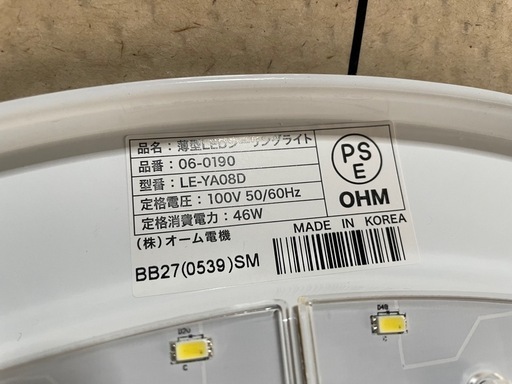 品名：薄型LEDシーリングライト
品番：06-0190
型番：LE-YA08D
定格電圧：100V 50/60Hz
定格消費電力：46W
(株)オーム電機
BB27(0539)SM
PS
E
OHM
MADE IN KOREA
C
C